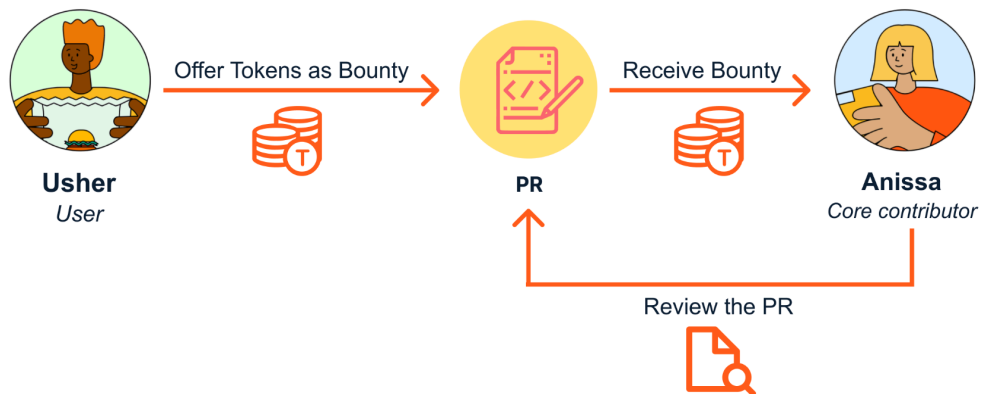 Offer Tokens as Bounty
Receive Bounty
</>
T
T
Usher
User
PR
Anissa
Core contributor
Review the PR